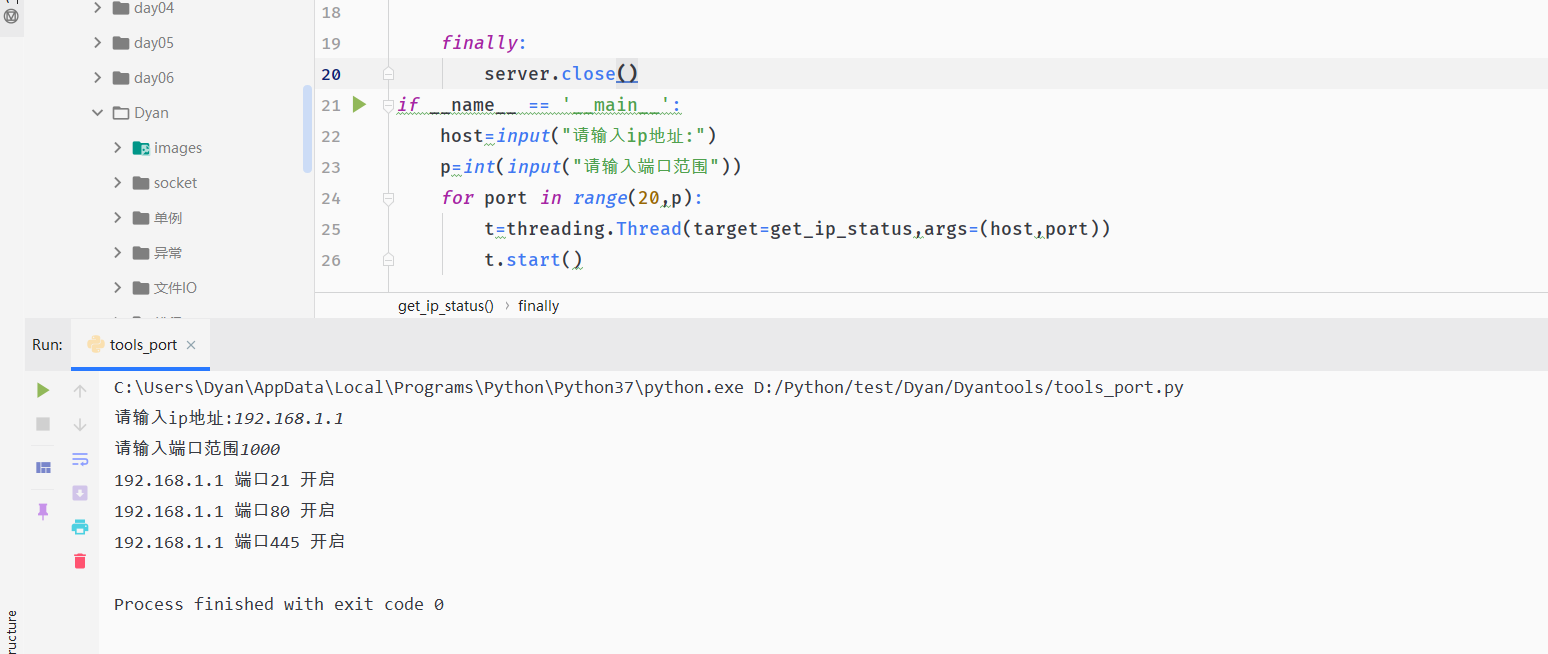 day04
day05
day06
Dyan
images
socket
单例
异常
文件IO
18
19 finally:
20 server.close()
21 if __name__ == '__main__':
22 host=input("请输入ip地址:")
23 p=int(input("请输入端口范围"))
24 for port in range(20,p):
25 t=threading.Thread(target=get_ip_status,args=(host,port))
26 t.start()
get_ip_status() › finally
Run: tools_port ×
C:\Users\Dyan\AppData\Local\Programs\Python\Python37\python.exe D:/Python/test/Dyan/Dyantools/tools_port.py
请输入ip地址:192.168.1.1
请输入端口范围1000
192.168.1.1 端口21 开启
192.168.1.1 端口80 开启
192.168.1.1 端口445 开启
Process finished with exit code 0
ructure